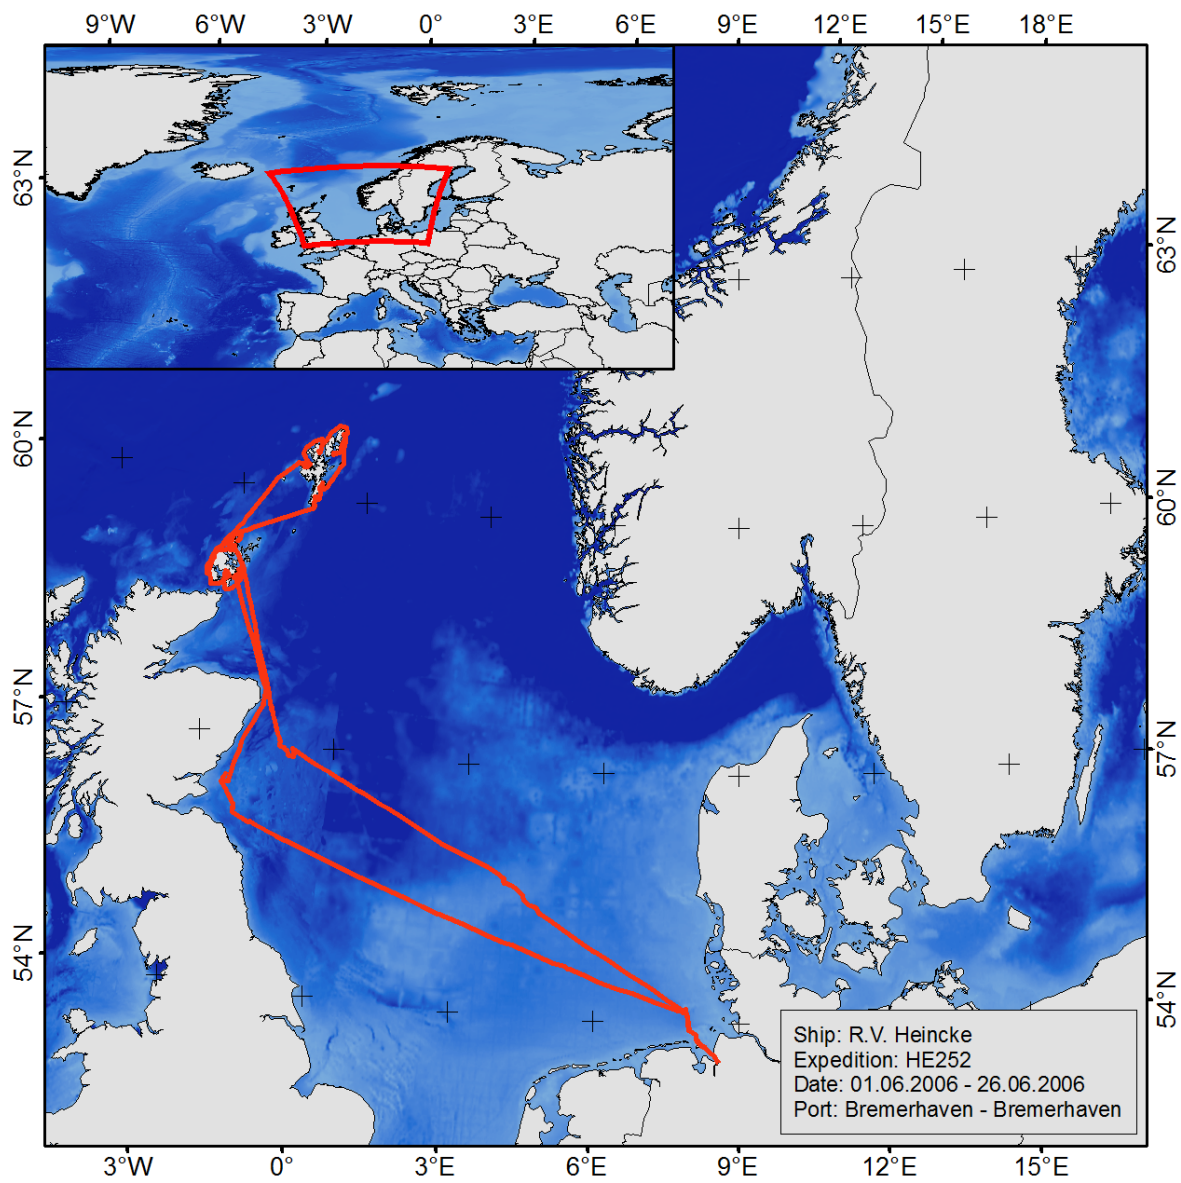 9°W 6°W 3°W 0° 3°E 6°E 9°E 12°E 15°E 18°E
63°N
63°N
60°N
60°N
57°N
57°N
54°N
54°N
Ship: R.V. Heincke
Expedition: HE252
Date: 01.06.2006 - 26.06.2006
Port: Bremerhaven - Bremerhaven
3°W 0° 3°E 6°E 9°E 12°E 15°E